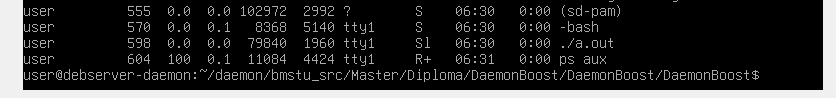 user 555 0.0 0.0 102972 2992 ? S 06:30 0:00 (sd-pam)
user 570 0.0 0.1 8368 5140 tty1 S 06:30 0:00 -bash
user 598 0.0 0.0 79840 1960 tty1 Sl 06:30 0:00 ./a.out
user 604 100 0.1 11084 4424 tty1 R+ 06:31 0:00 ps aux
user@debserver-daemon:~/daemon/bmstu_src/Master/Diploma/DaemonBoost/DaemonBoost/DaemonBoost$